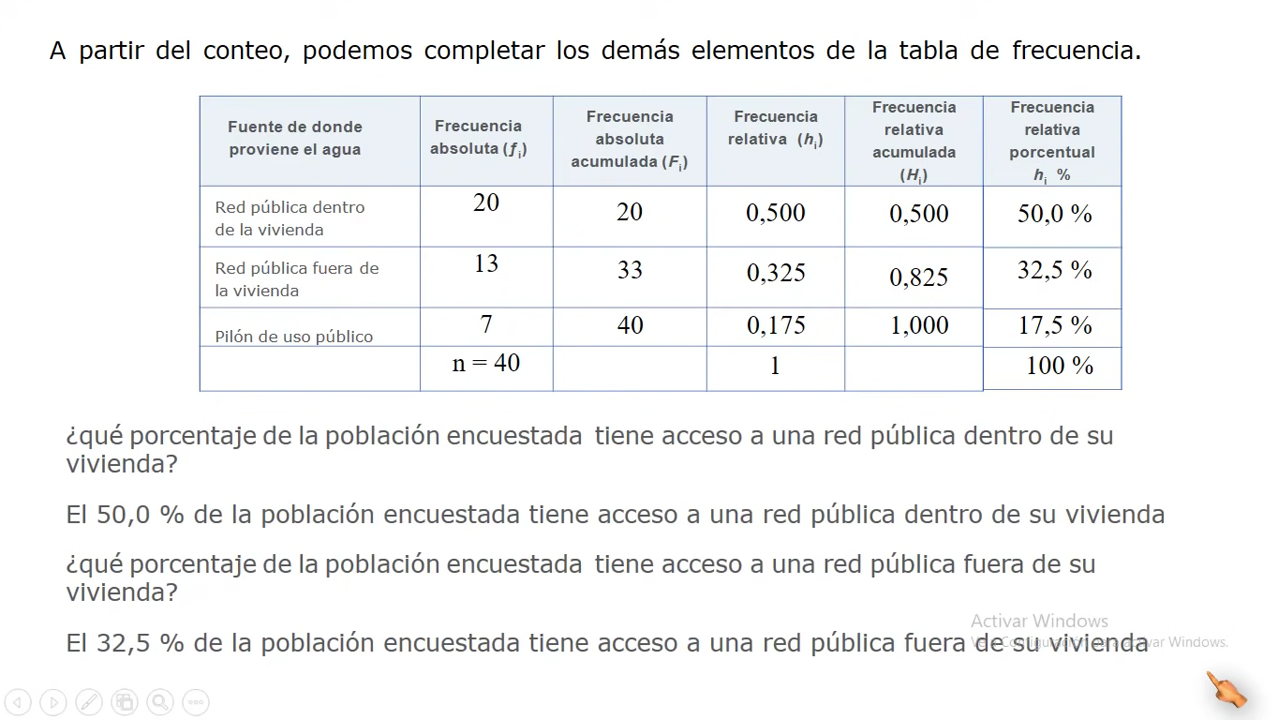 A partir del conteo, podemos completar los demás elementos de la tabla de frecuencia.
Fuente de donde
proviene el agua
Frecuencia
absoluta (fi)
Frecuencia
absoluta
acumulada (Fi)
Frecuencia
relativa (hi)
Frecuencia
relativa
acumulada
(Hi)
Frecuencia
relativa
porcentual
hi %
Red pública dentro
de la vivienda
20
20
0,500
0,500
50,0 %
Red pública fuera de
la vivienda
13
33
0,325
0,825
32,5 %
Pilón de uso público
7
40
0,175
1,000
17,5 %
n = 40
1
100 %
¿qué porcentaje de la población encuestada tiene acceso a una red pública dentro de su
vivienda?
El 50,0 % de la población encuestada tiene acceso a una red pública dentro de su vivienda
¿qué porcentaje de la población encuestada tiene acceso a una red pública fuera de su
vivienda?
Activar Windows
El 32,5 % de la población encuestada tiene acceso a una red pública fuera de su vivienda
Windows.